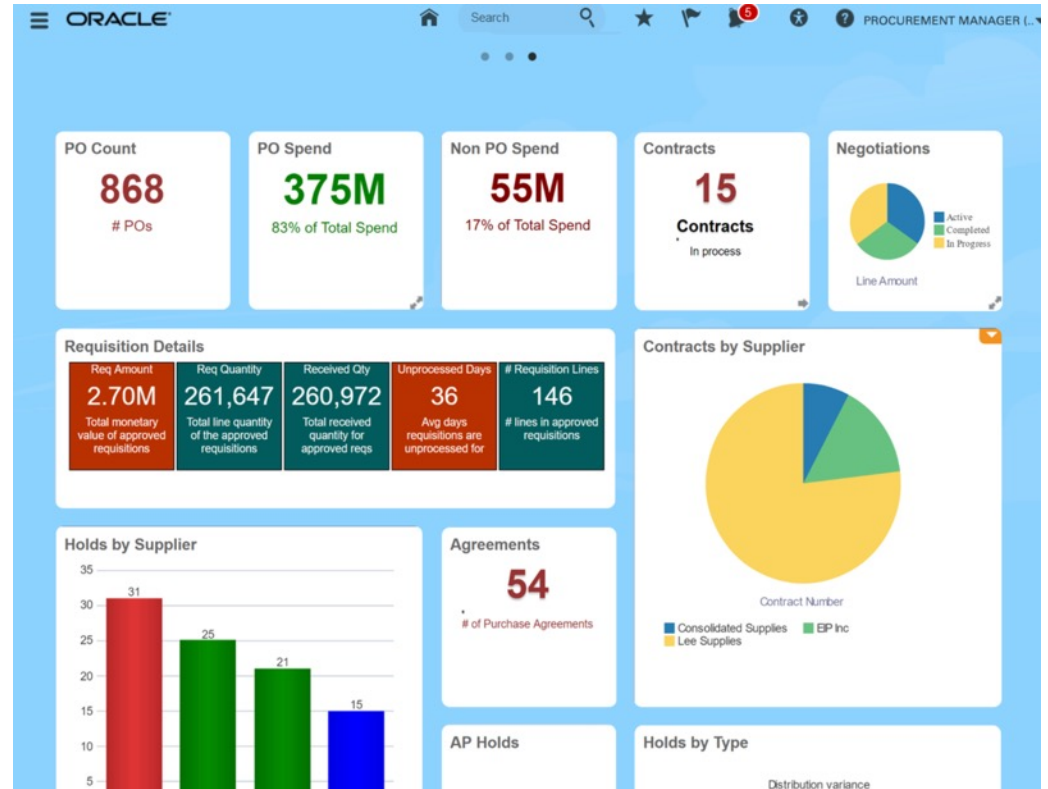 ORACLE
Search
5
PROCUREMENT MANAGER (..
PO Count
868
# POs
PO Spend
375M
83% of Total Spend
Non PO Spend
55M
17% of Total Spend
Contracts
15
Contracts
In process
Negotiations
Active
Completed
In Progress
Line Amount
Requisition Details
Req Amount
2.70M
Total monetary
value of approved
requisitions
Req Quantity
261,647
Total line quantity
of the approved
requisitions
Received Qty
260,972
Total received
quantity for
approved reqs
Unprocessed Days
36
Avg days
requisitions are
unprocessed for
# Requisition Lines
146
# lines in approved
requisitions
Contracts by Supplier
Contract Number
Consolidated Supplies
EIP Inc
Lee Supplies
Holds by Supplier
35
30
25
20
15
10
5
31
25
21
15
Agreements
54
# of Purchase Agreements
AP Holds
Holds by Type
Distribution variance